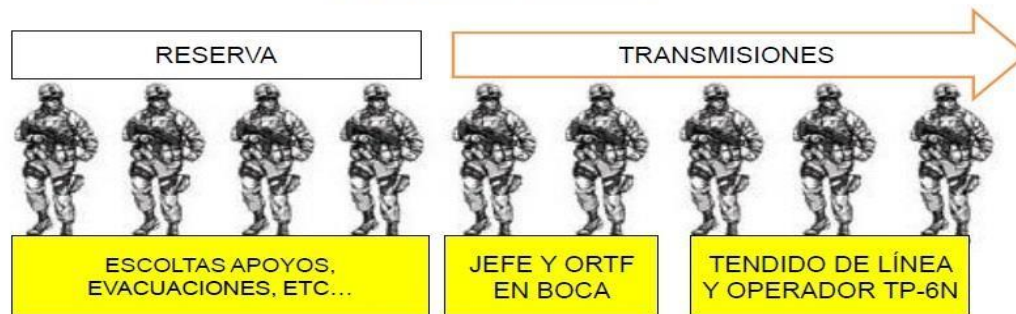 RESERVA
TRANSMISIONES
ESCOLTAS APOYOS,
EVACUACIONES, ETC...
JEFE Y ORTF
EN BOCA
TENDIDO DE LÍNEA
Y OPERADOR TP-6N